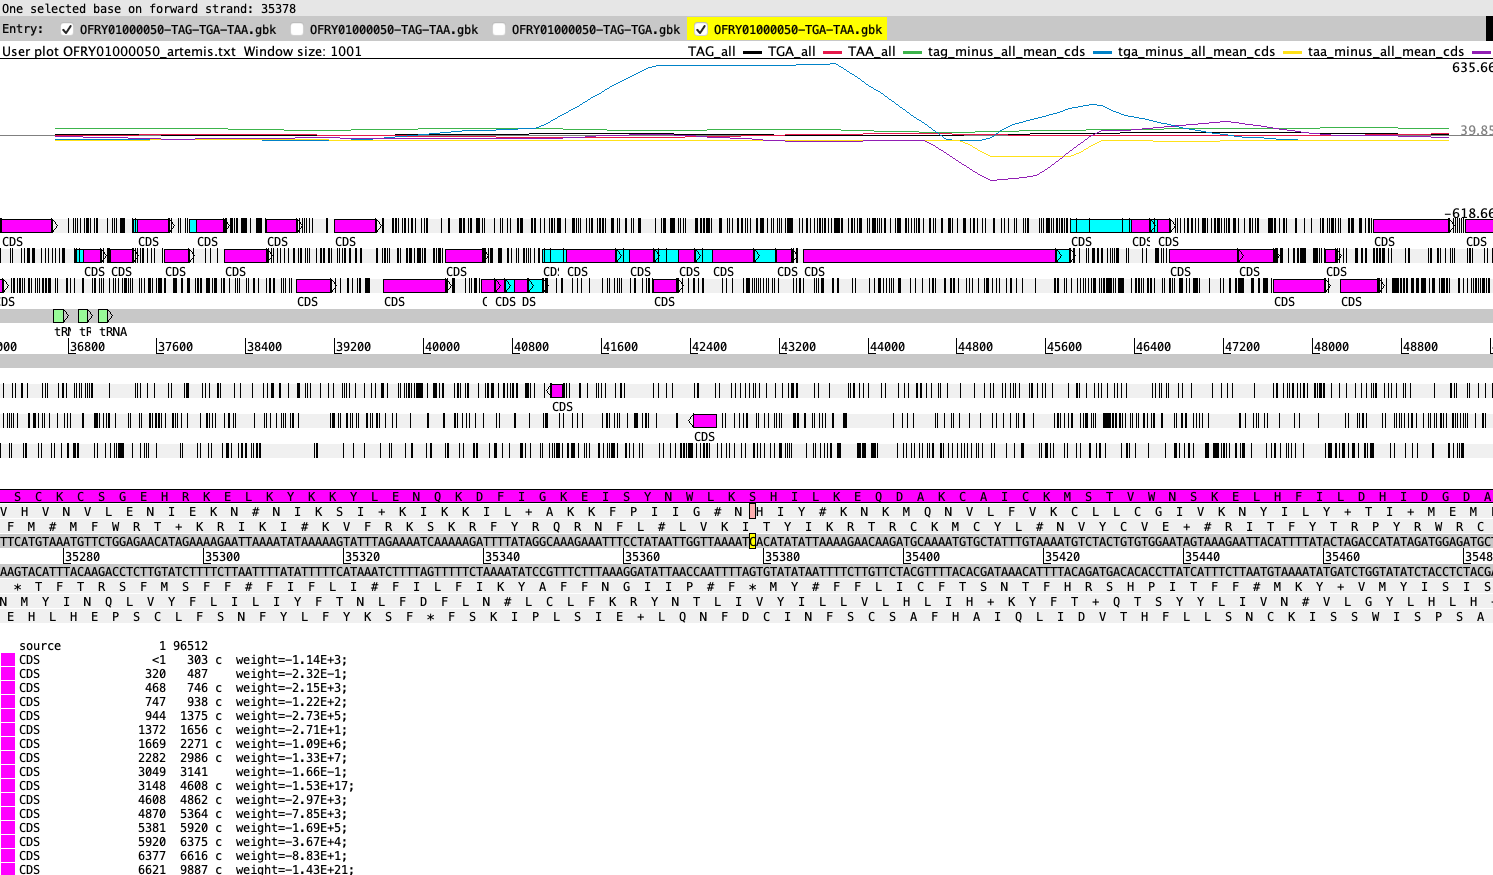 One selected base on forward strand: 35378
Entry: OFRY01000050-TAG-TGA-TAA.gbk OFRY01000050-TAG-TAA.gbk OFRY01000050-TAG-TGA.gbk OFRY01000050-TGA-TAA.gbk
User plot OFRY01000050_artemis.txt Window size: 1001 TAG_all TGA_all TAA_all tag_minus_all_mean_cds tga_minus_all_mean_cds taa_minus_all_mean_cds
635.66
39.85
-618.66
CDS CDS CDS CDS CDS CDS CDS CDS CDS
CDS CDS CDS CDS CDS CDS CDS CDS CDS CDS CDS CDS CDS CDS
CDS CDS CDS DS CDS CDS CDS
tRNA
36800 37600 38400 39200 40000 40800 41600 42400 43200 44000 44800 45600 46400 47200 48000 48800
CDS
CDS
S C K C S G E H R K E L K Y K K Y L E N Q K D F I G K E I S Y N W L K S H I L K E Q D A K C A I C K M S T V W N S K E L H F I L D H I D G D A
V H V N V L E N I E K N # N I K S I + K I K K I L + A K K F P I I G # N H I Y # K N K M Q N V L F V K C L L C G I V K N Y I L Y + T I + M E M
F M # M F W R T + K R I K I # K V F R K S K R F Y R Q R N F L # L V K I T Y I K R T R C K M C Y L # N V Y C V E + # R I T F Y T R P Y R W R C
35280 35300 35320 35340 35360 35380 35400 35420 35440 35460
* T F T R S F M S F F # F I F L I # F I L F I K Y A F F N G I I P # F * M Y # F F L I C F T S N T F H R S H P I T F F # M K Y + V M Y I S I S
N M Y I N Q L V Y F L I L I Y F T N L F D F L N # L C L F K R Y N T L I V Y I L L V L H L I H + K Y F T + Q T S Y Y L I V N # V L G Y L H L H
E H L H E P S C L F S N F Y L F Y K S F * F S K I P L S I E + L Q N F D C I N F S C S A F H A I Q L I D V T H F L L S N C K I S S W I S P S A
source 1 96512
CDS <1 303 c weight=-1.14E+3;
CDS 320 487 weight=-2.32E-1;
CDS 468 746 c weight=-2.15E+3;
CDS 747 938 c weight=-1.22E+2;
CDS 944 1375 c weight=-2.73E+5;
CDS 1372 1656 c weight=-2.71E+1;
CDS 1669 2271 c weight=-1.09E+6;
CDS 2282 2986 c weight=-1.33E+7;
CDS 3049 3141 weight=-1.66E-1;
CDS 3148 4608 c weight=-1.53E+17;
CDS 4608 4862 c weight=-2.97E+3;
CDS 4870 5364 c weight=-7.85E+3;
CDS 5381 5920 c weight=-1.69E+5;
CDS 5920 6375 c weight=-3.67E+4;
CDS 6377 6616 c weight=-8.83E+1;
CDS 6621 9887 c weight=-1.43E+21;